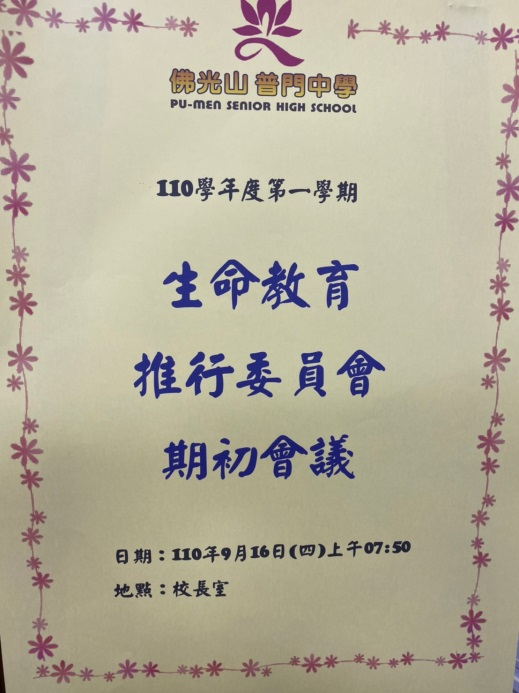 佛光山 普門中學
PU-MEN SENIOR HIGH SCHOOL
110學年度第一學期
生命教育
推行委員會
期初會議
日期：110年9月16日(四)上午07:50
地點：校長室